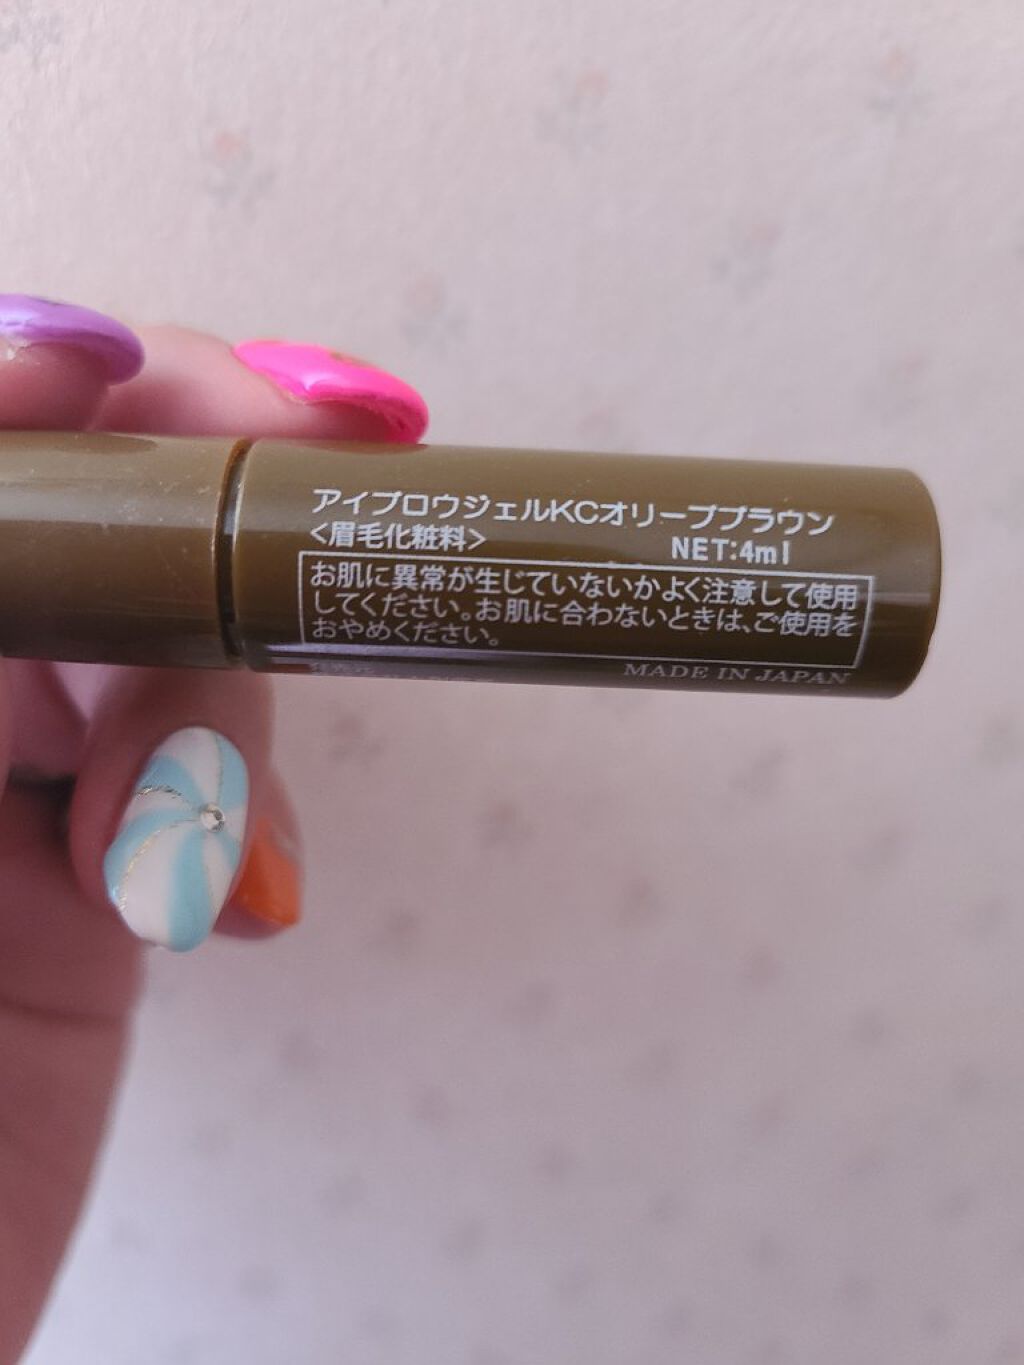 アイブロウジェルKCオリーブブラウン
<眉毛化粧料>
NET:4ml
お肌に異常が生じていないかよく注意して使用
してください。お肌に合わないときは、ご使用を
おやめください。
MADE IN JAPAN